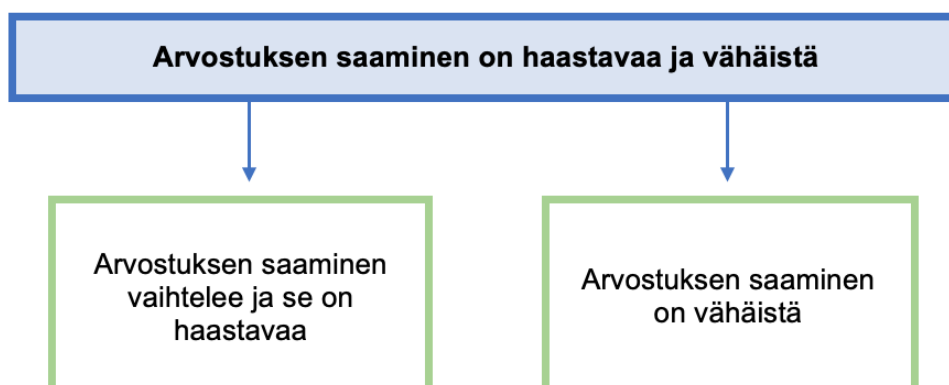 Arvostuksen saaminen on haastavaa ja vähäistä
Arvostuksen saaminen
vaihtelee ja se on
haastavaa
Arvostuksen saaminen
on vähäistä